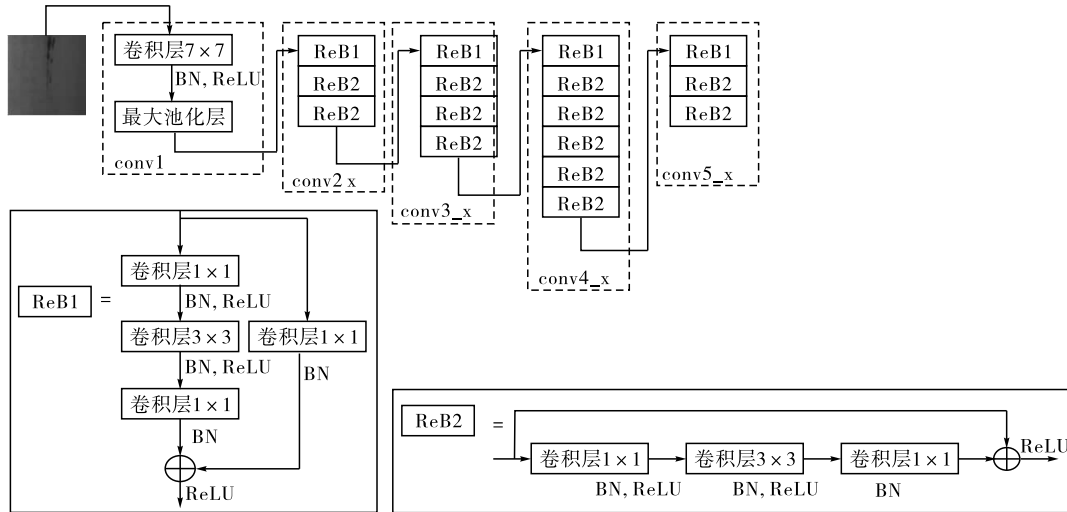 卷积层7×7
BN, ReLU
最大池化层
conv1
ReB1
ReB2
ReB2
conv2 x
ReB1
ReB2
ReB2
ReB2
conv3_x
ReB1
ReB2
ReB2
ReB2
ReB2
ReB2
conv4_x
ReB1
ReB2
ReB2
conv5_x
ReB1 =
卷积层1×1
BN, ReLU
卷积层3×3
BN, ReLU
卷积层1×1
BN
卷积层1×1
BN
ReLU
ReB2 =
卷积层1×1
BN, ReLU
卷积层3×3
BN, ReLU
卷积层1×1
BN
ReLU